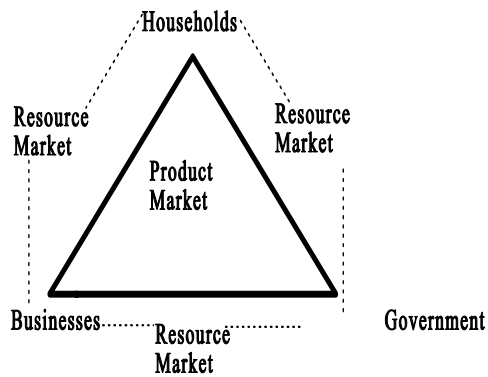 Households
Resource
Market
Resource
Market
Product
Market
Businesses
Resource
Market
Government